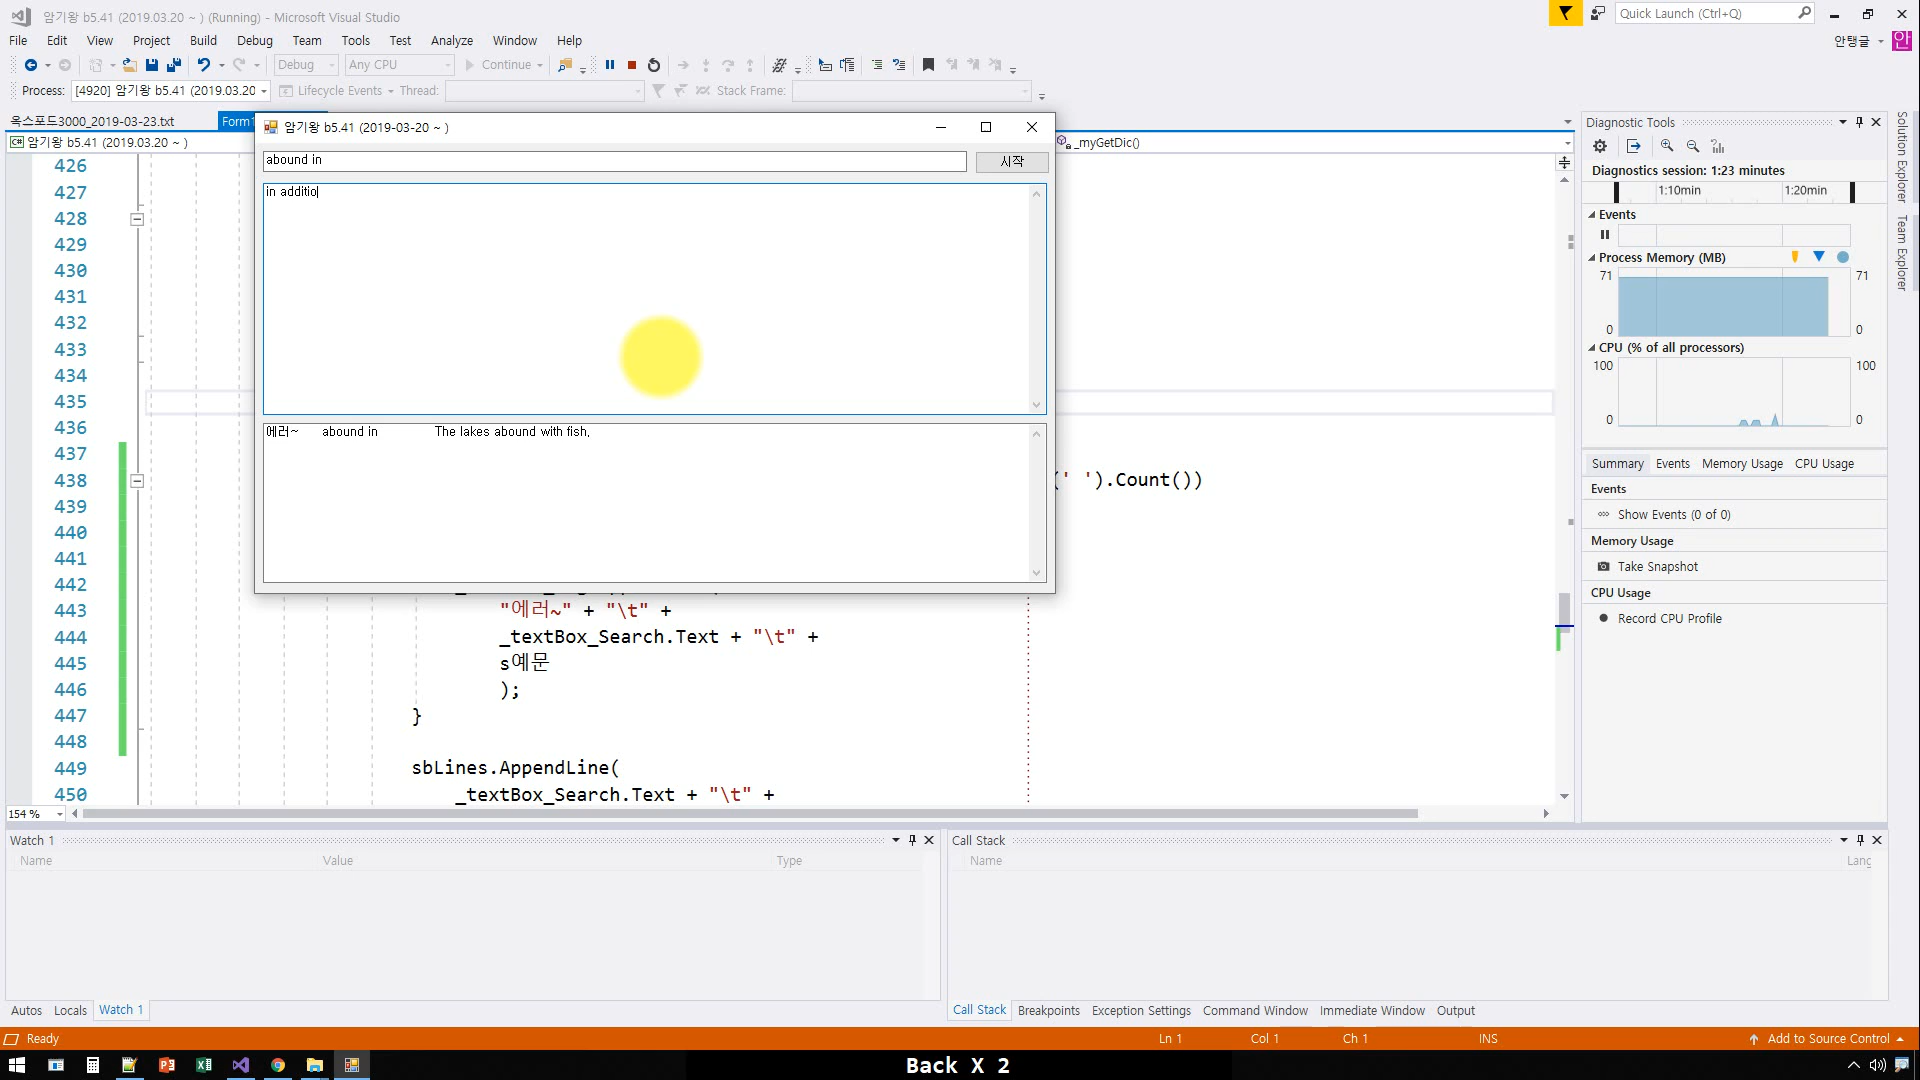 암기왕 b5.41 (2019.03.20 ~ ) (Running) - Microsoft Visual Studio
Quick Launch (Ctrl+Q)
File Edit View Project Build Debug Team Tools Test Analyze Window Help
안탱글
안
Debug Any CPU Continue
Process: [4920] 암기왕 b5.41 (2019.03.20 Lifecycle Events Thread: Stack Frame:
옥스포드3000_2019-03-23.txt
Form1
암기왕 b5.41 (2019.03.20 ~ )
_myGetDic()
암기왕 b5.41 (2019-03-20 ~ )
abound in
시작
in additio
에러~ abound in The lakes abound with fish,
426
427
428
429
430
431
432
433
434
435
436
437
438 (' ').Count())
439
440
441
442
443 "에러~" + "\t" +
444 _textBox_Search.Text + "\t" +
445 s예문
446 );
447 }
448
449 sbLines.AppendLine(
450 _textBox_Search.Text + "\t" +
154 %
Diagnostic Tools
Diagnostics session: 1:23 minutes
1:10min 1:20min
Events
Process Memory (MB)
71 71
0 0
CPU (% of all processors)
100 100
0 0
Summary Events Memory Usage CPU Usage
Events
Show Events (0 of 0)
Memory Usage
Take Snapshot
CPU Usage
Record CPU Profile
Solution Explorer
Team Explorer
Watch 1
Name Value Type
Call Stack
Name Lang
Autos Locals Watch 1
Call Stack Breakpoints Exception Settings Command Window Immediate Window Output
Ready Ln 1 Col 1 Ch 1 INS Add to Source Control
Back X 2